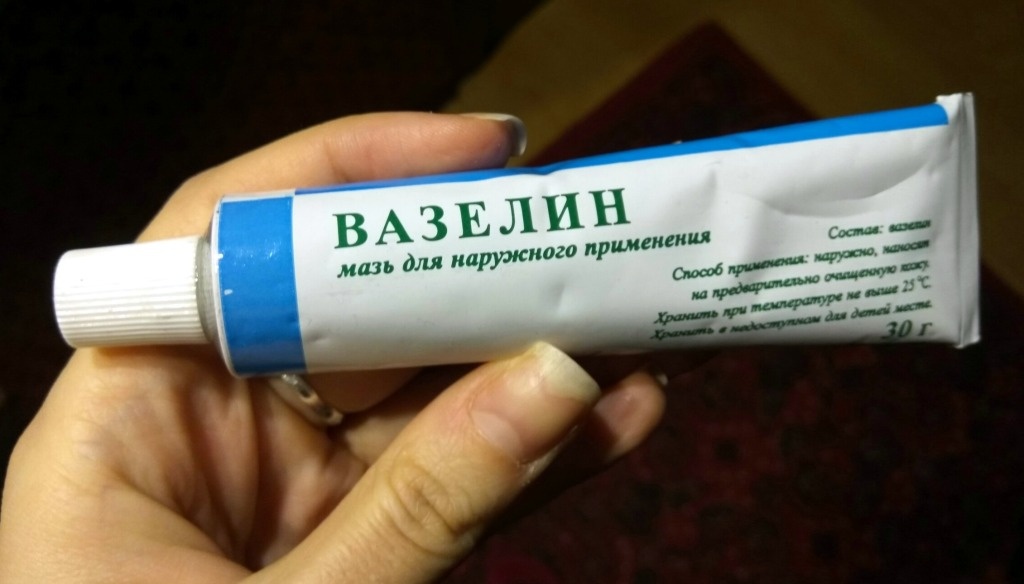 ВАЗЕЛИН
мазь для наружного применения
Состав: вазелин
Способ применения: наружно, наносят
на предварительно очищенную кожу.
Хранить при температуре не выше 25 °С.
Хранить в недоступном для детей месте.
30 г